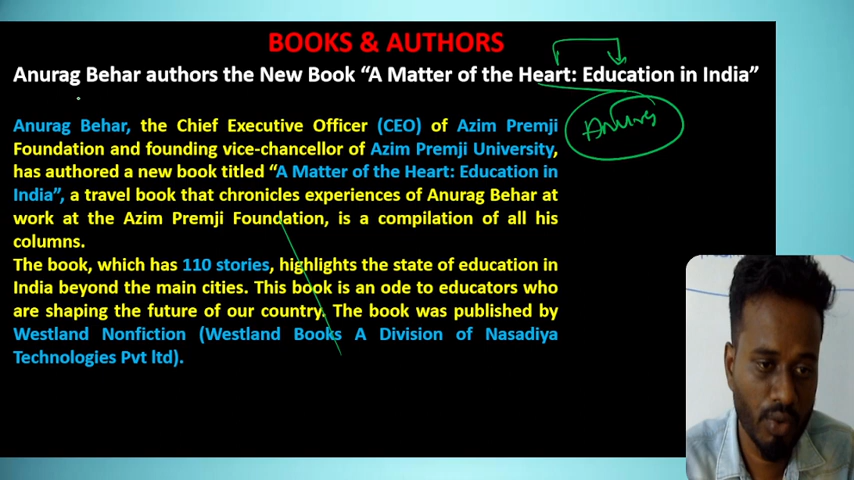 BOOKS & AUTHORS
Anurag Behar authors the New Book “A Matter of the Heart: Education in India”
Anurag Behar, the Chief Executive Officer (CEO) of Azim Premji
Foundation and founding vice-chancellor of Azim Premji University,
has authored a new book titled “A Matter of the Heart: Education in
India”, a travel book that chronicles experiences of Anurag Behar at
work at the Azim Premji Foundation, is a compilation of all his
columns.
The book, which has 110 stories, highlights the state of education in
India beyond the main cities. This book is an ode to educators who
are shaping the future of our country. The book was published by
Westland Nonfiction (Westland Books A Division of Nasadiya
Technologies Pvt ltd).
Anurag